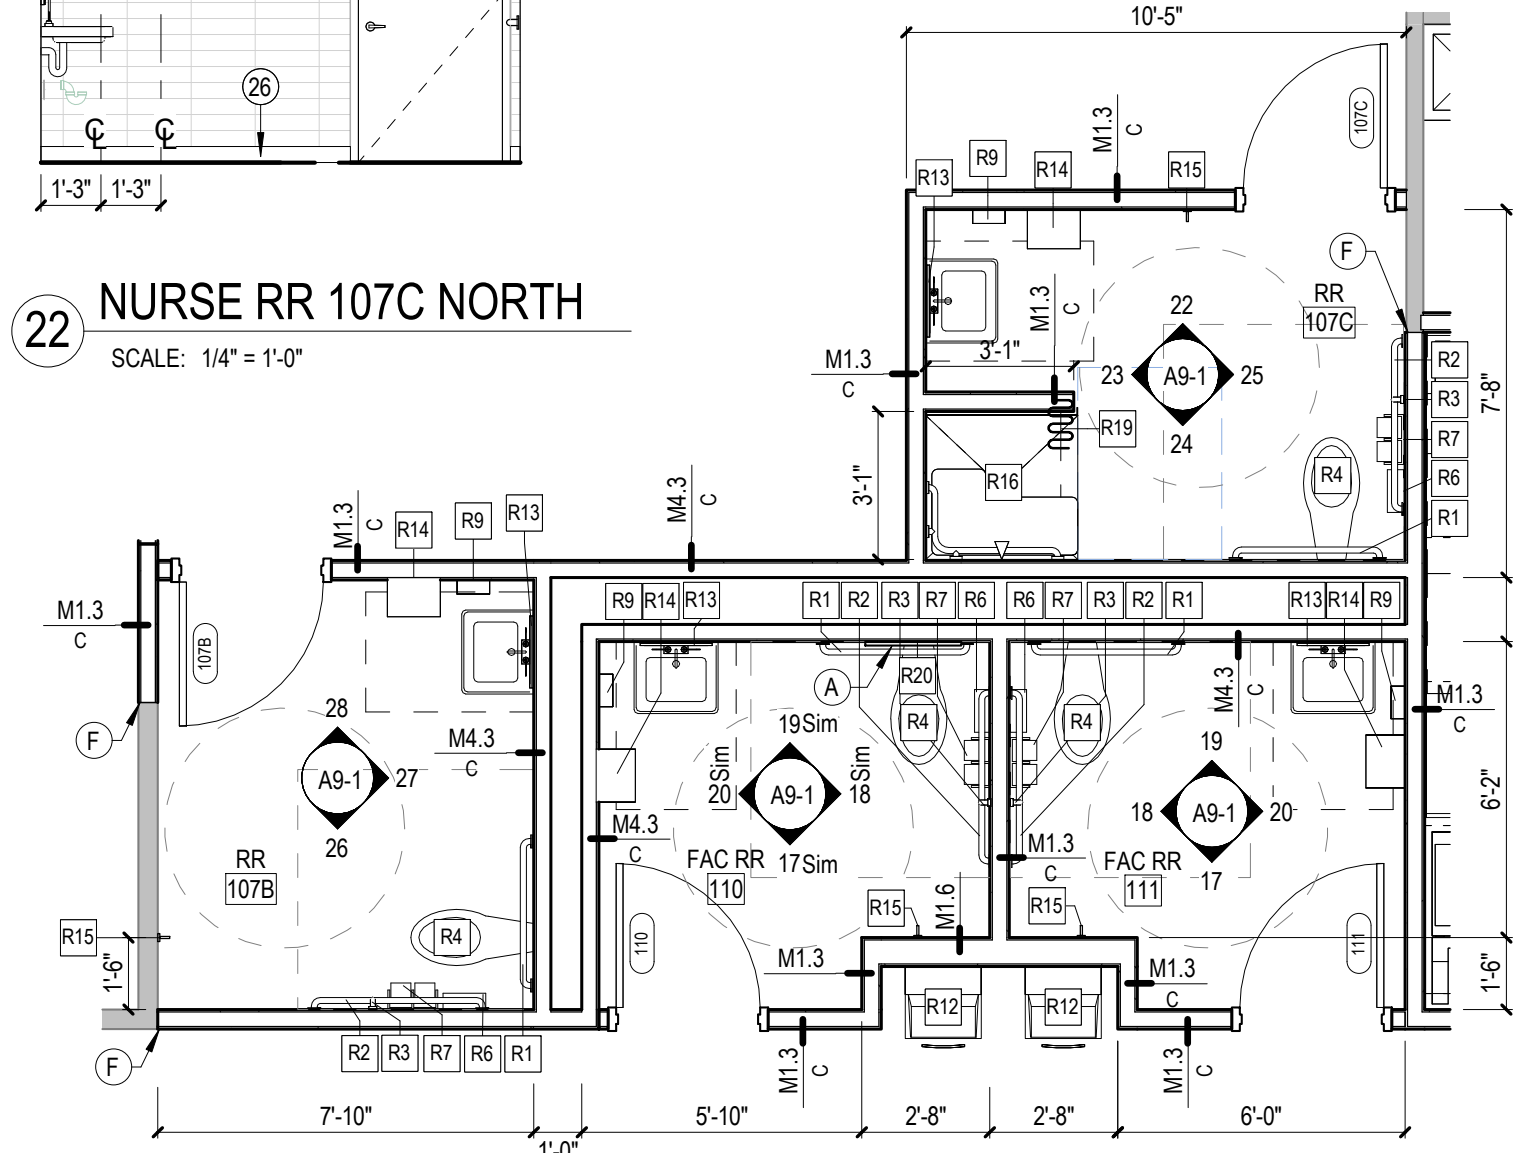 10'-5"
26
℄ ℄
1'-3" 1'-3"
22 NURSE RR 107C NORTH
SCALE: 1/4" = 1'-0"
107C
M1.3
C
R13 R9 R14 R15
F
RR
107C
22
23 A9-1 25
24
M1.3
C
3'-1"
M1.3
C
R2
R3
R7
R6
R1
7'-8"
R19
R16
R4
3'-1"
M1.3
C
R14 R9 R13
M4.3
C
M1.3
C
107B
F
R9 R14 R13 R1 R2 R3 R7 R6 R6 R7 R3 R2 R1 R13 R14 R9
A
R20
R4 R4
M4.3
C
M1.3
C
28
A9-1 27
26
M4.3
C
19Sim
20 Sim A9-1 18 Sim
17Sim
19
18 A9-1 20
17
6'-2"
M4.3
C
M1.3
C
RR
107B
FAC RR
110
FAC RR
111
R15
R4
R15
M1.6
R15
110
111
1'-6"
M1.3
M1.3
C
1'-6"
R12 R12
F
R2 R3 R7 R6 R1
M1.3
C
M1.3
C
7'-10" 5'-10" 2'-8" 2'-8" 6'-0"
1'-0"